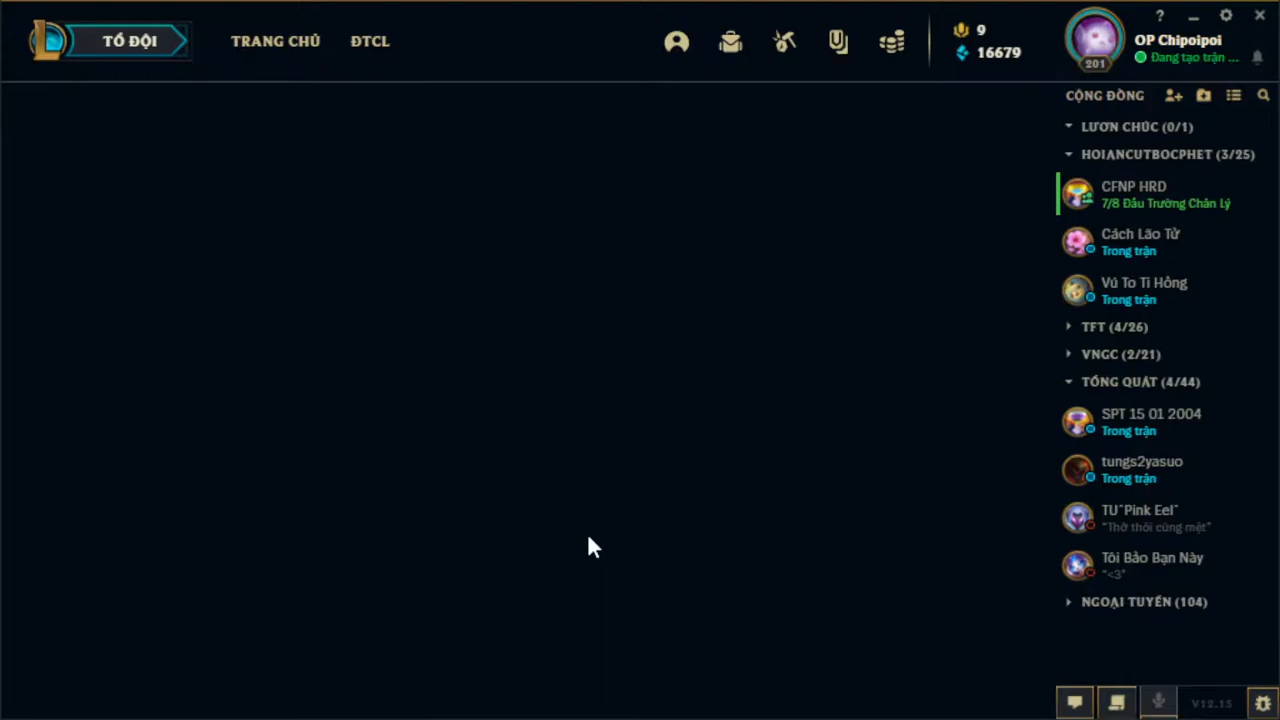 TỔ ĐỘI
TRANG CHỦ
ĐTCL
9
16679
201
?
OP Chipoipoi
Đang tạo trận ...
CỘNG ĐỒNG
LƯƠN CHÚC (0/1)
HOIANCUTBOCPHET (3/25)
CFNP HRD
7/8 Đấu Trường Chân Lý
Cách Lão Tử
Trong trận
Vú To Ti Hồng
Trong trận
TFT (4/26)
VNGC (2/21)
TỔNG QUÁT (4/44)
SPT 15 01 2004
Trong trận
tungs2yasuo
Trong trận
TU˜Pink Eel˜
"Thở thôi cũng mệt"
Tôi Bảo Bạn Này
"<3"
NGOẠI TUYẾN (104)
V12.15